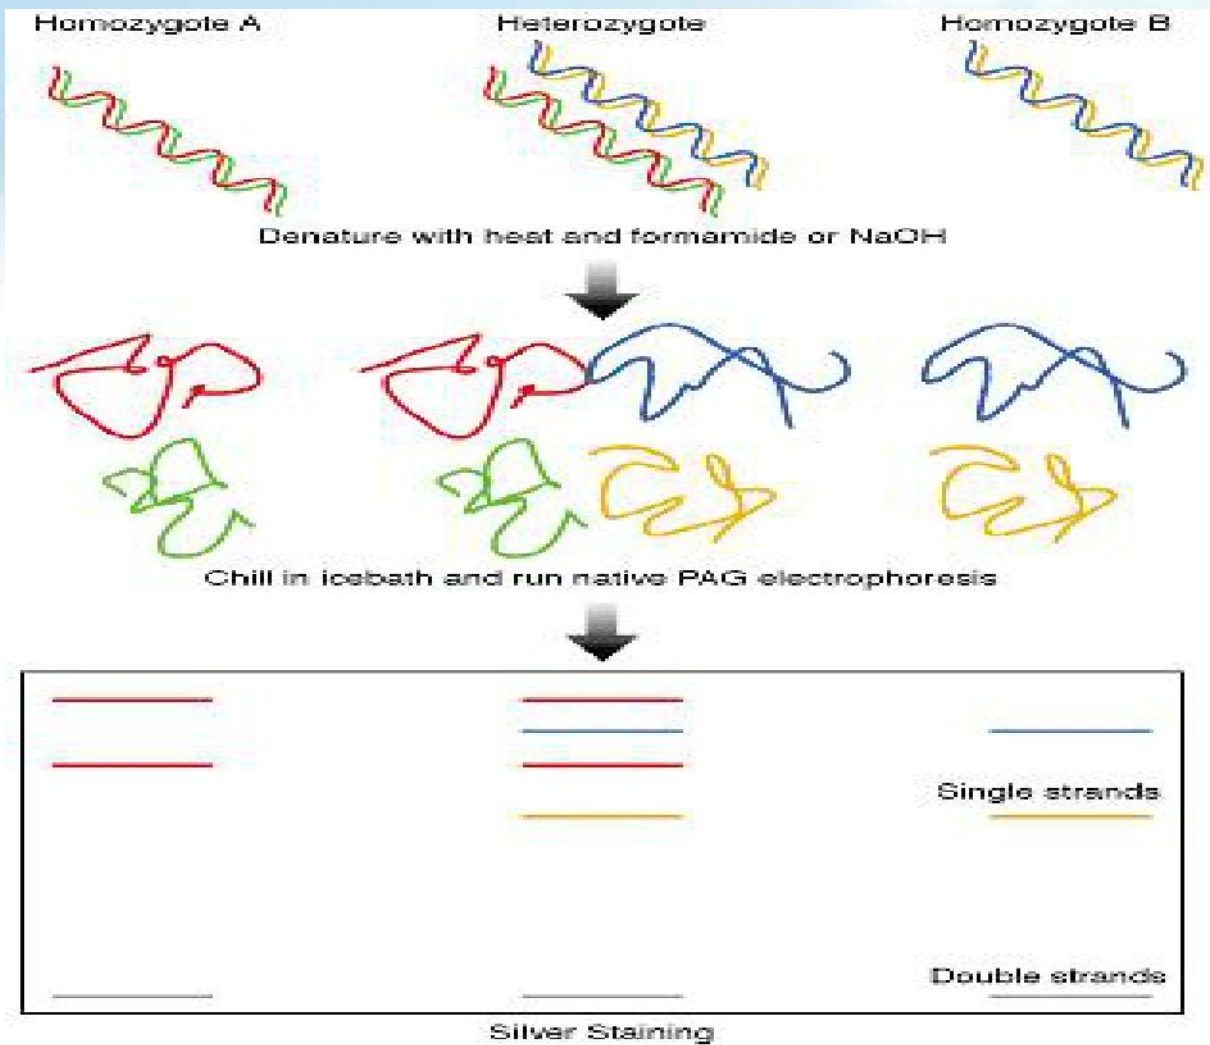 Homozygote A
Heterozygote
Homozygote B
Denature with heat and formamide or NaOH
Chill in icebath and run native PAG electrophoresis
Single strands
Double strands
Silver Staining